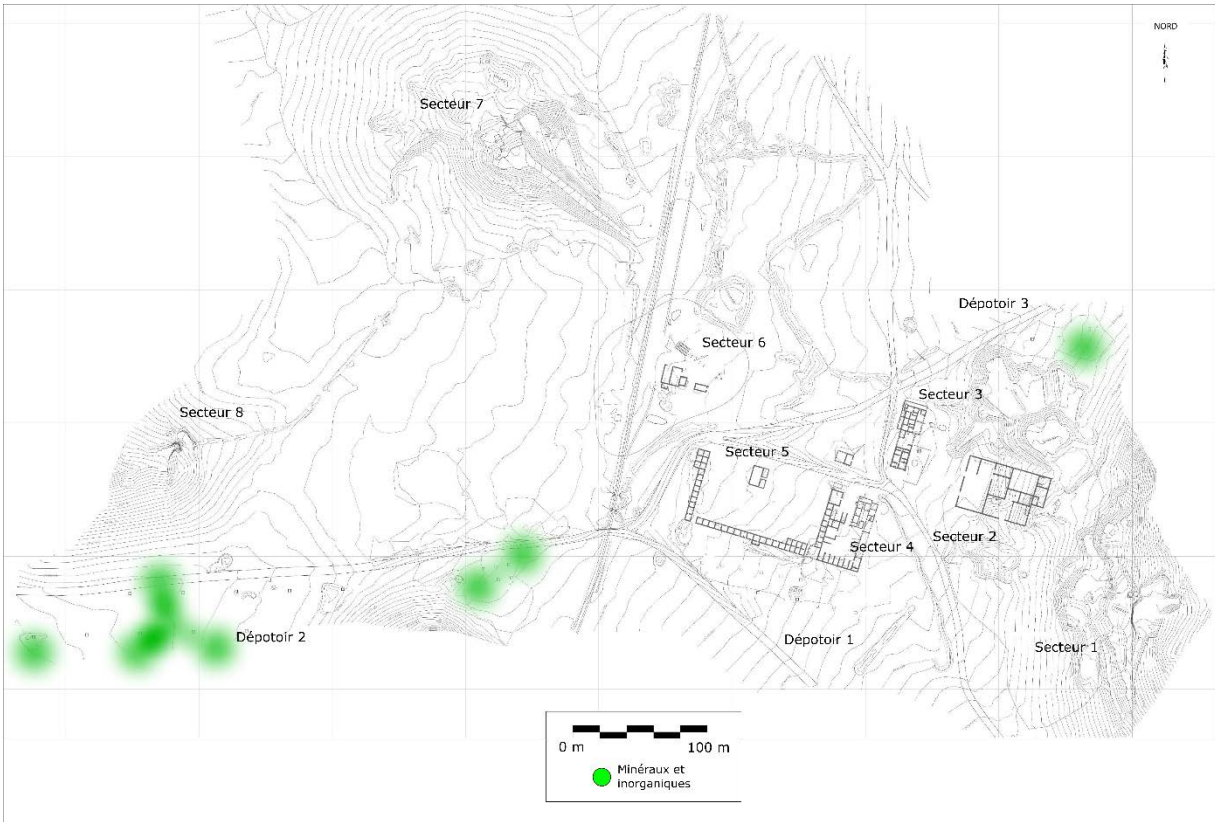 NORD
Secteur 7
Dépotoir 3
Secteur 6
Secteur 3
Secteur 8
Secteur 5
Secteur 2
Secteur 4
Dépotoir 2
Dépotoir 1
Secteur 1
0 m 100 m
Minéraux et
inorganiques